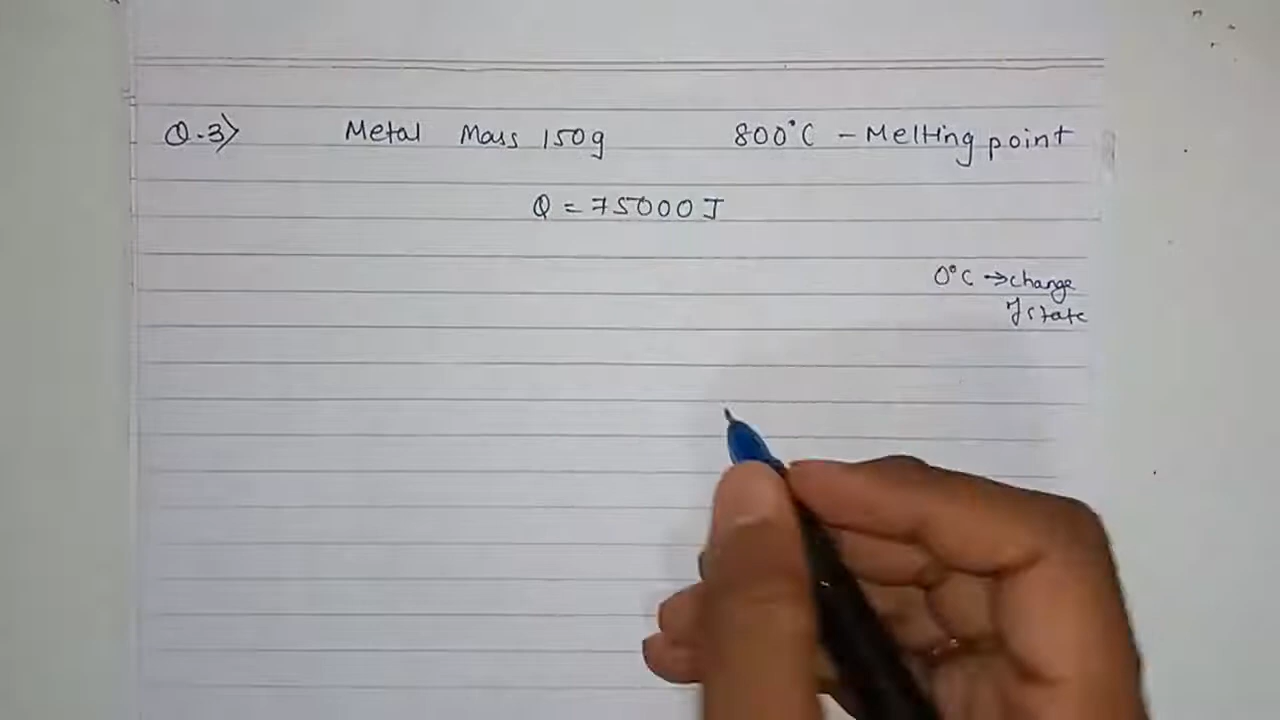 Q.3> Metal Mass 150g 800°C - Melting point
Q = 75000 J
0°C → change
of state